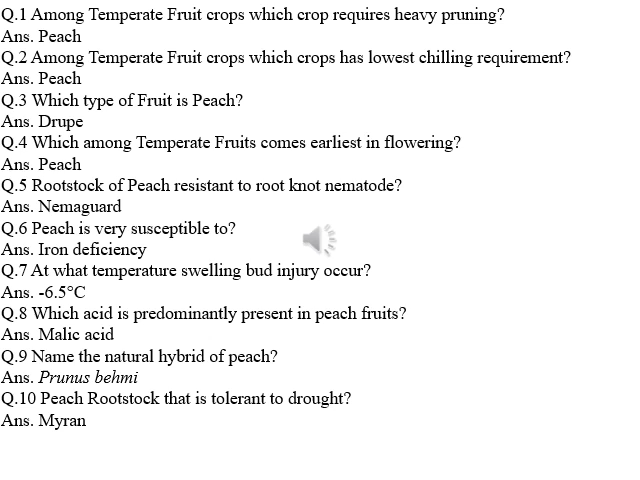 Q.1 Among Temperate Fruit crops which crop requires heavy pruning?
Ans. Peach
Q.2 Among Temperate Fruit crops which crops has lowest chilling requirement?
Ans. Peach
Q.3 Which type of Fruit is Peach?
Ans. Drupe
Q.4 Which among Temperate Fruits comes earliest in flowering?
Ans. Peach
Q.5 Rootstock of Peach resistant to root knot nematode?
Ans. Nemaguard
Q.6 Peach is very susceptible to?
Ans. Iron deficiency
Q.7 At what temperature swelling bud injury occur?
Ans. -6.5°C
Q.8 Which acid is predominantly present in peach fruits?
Ans. Malic acid
Q.9 Name the natural hybrid of peach?
Ans. Prunus behmi
Q.10 Peach Rootstock that is tolerant to drought?
Ans. Myran